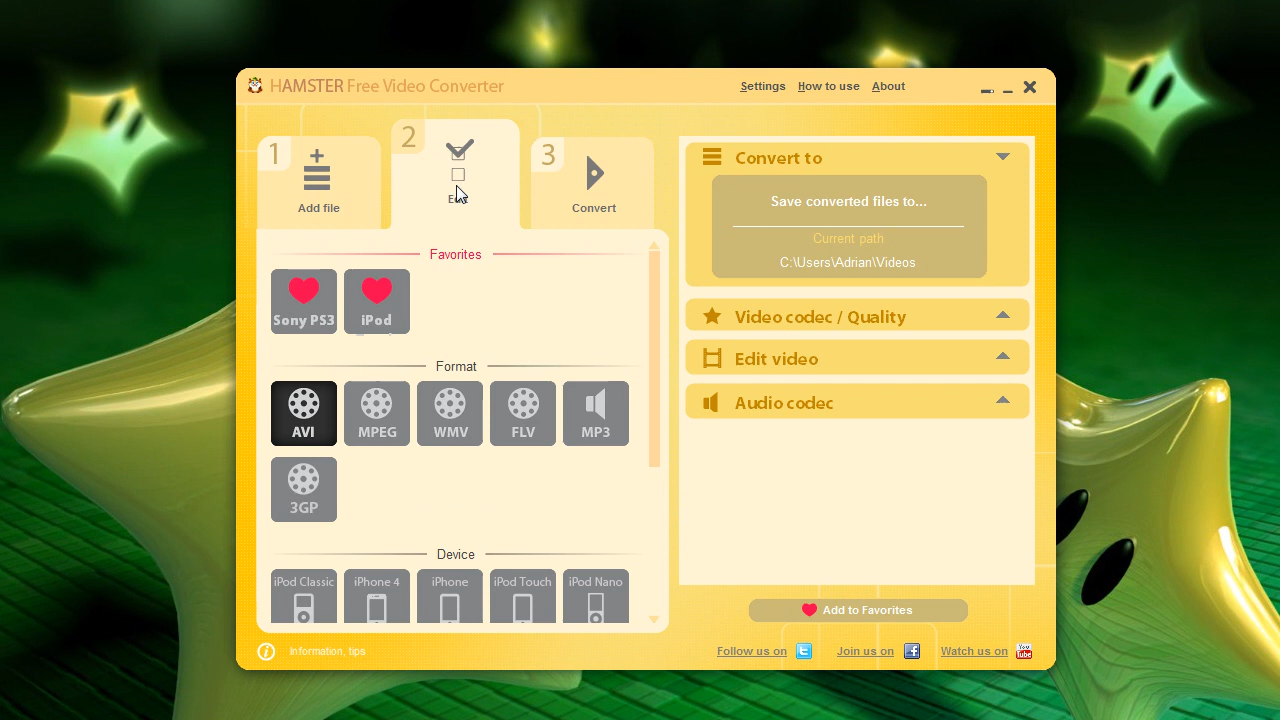 HAMSTER Free Video Converter
Settings How to use About
1
Add file
2
3
Convert
Favorites
Sony PS3
iPod
Format
AVI
MPEG
WMV
FLV
MP3
3GP
Device
iPod Classic
iPhone 4
iPhone
iPod Touch
iPod Nano
Convert to
Save converted files to...
Current path
C:\Users\Adrian\Videos
Video codec / Quality
Edit video
Audio codec
Add to Favorites
Information, tips
Follow us on
Join us on
Watch us on
You
Tube